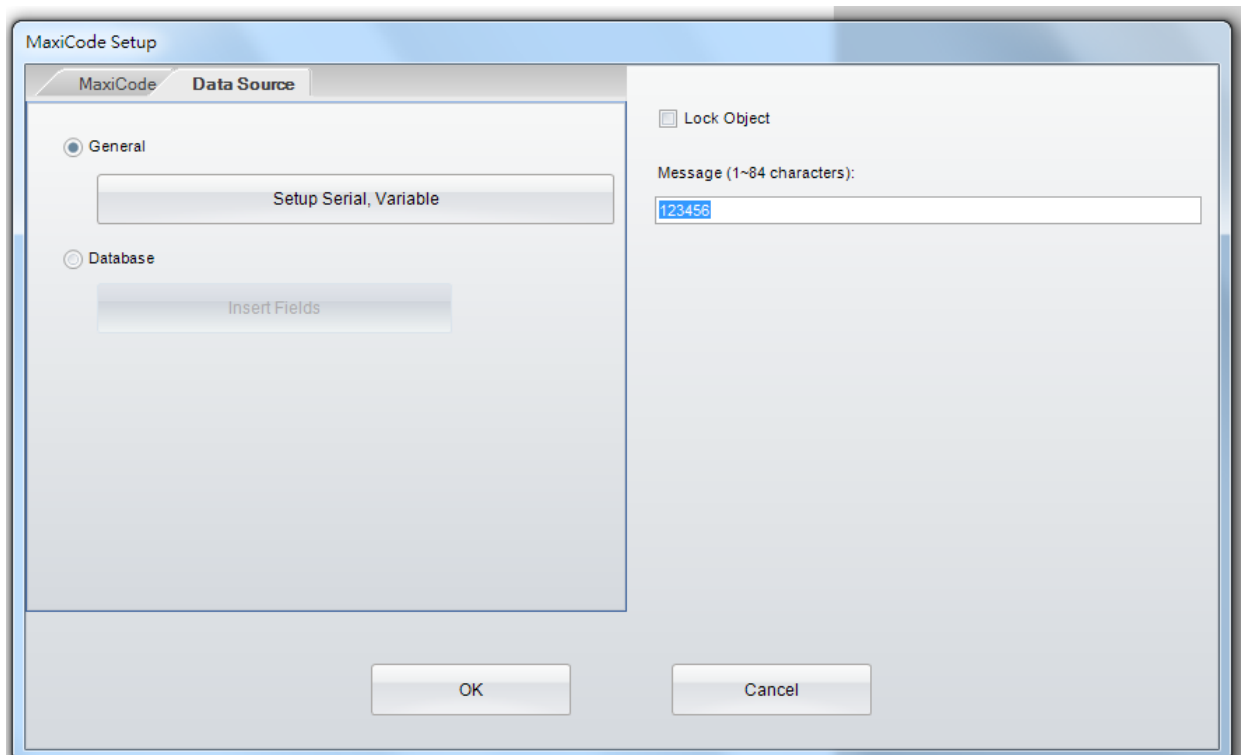 MaxiCode Setup
MaxiCode
Data Source
General
Setup Serial, Variable
Database
Insert Fields
Lock Object
Message (1~84 characters):
123456
OK
Cancel